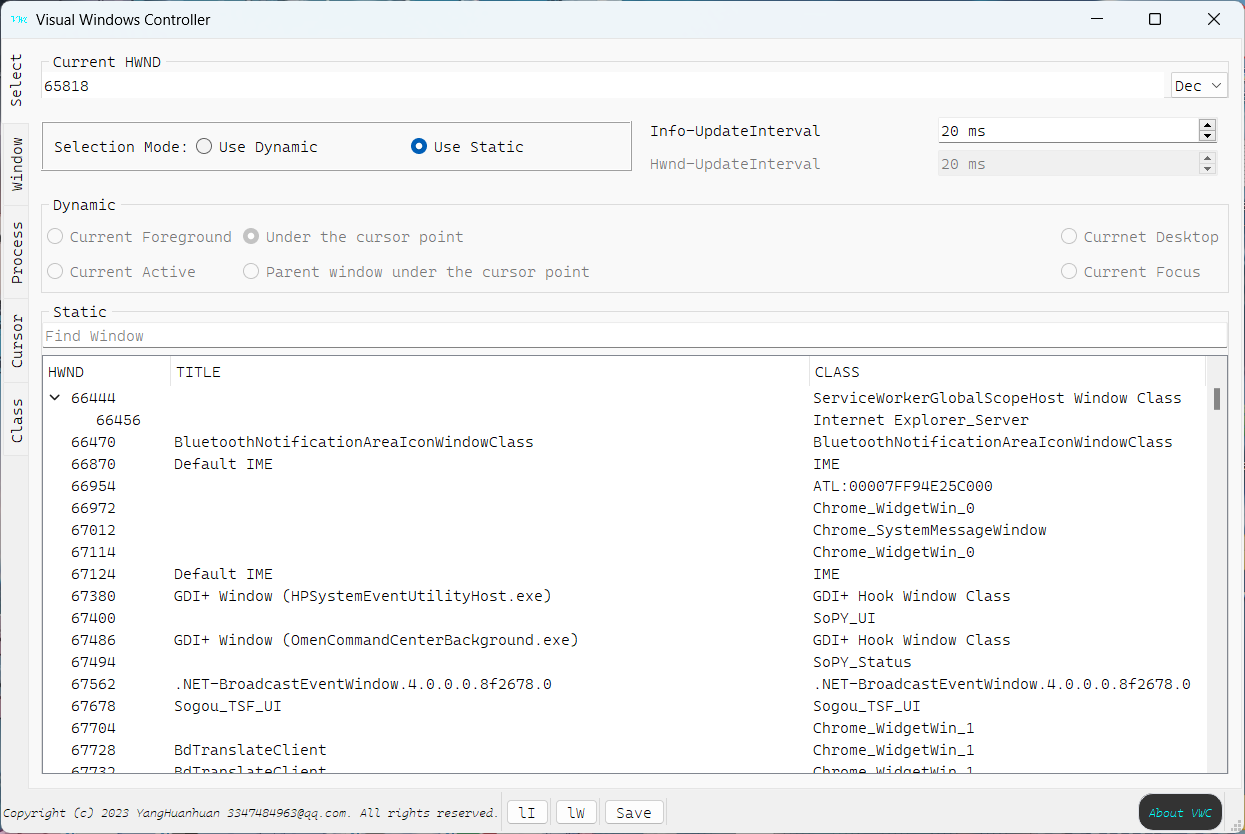 VWC Visual Windows Controller
Select
Window
Process
Cursor
Class
Current HWND
65818 Dec
Selection Mode: Use Dynamic Use Static
Info-UpdateInterval 20 ms
Hwnd-UpdateInterval 20 ms
Dynamic
Current Foreground Under the cursor point Currnet Desktop
Current Active Parent window under the cursor point Current Focus
Static
Find Window
HWND TITLE CLASS
66444 ServiceWorkerGlobalScopeHost Window Class
66456 Internet Explorer_Server
66470 BluetoothNotificationAreaIconWindowClass BluetoothNotificationAreaIconWindowClass
66870 Default IME IME
66954 ATL:00007FF94E25C000
66972 Chrome_WidgetWin_0
67012 Chrome_SystemMessageWindow
67114 Chrome_WidgetWin_0
67124 Default IME IME
67380 GDI+ Window (HPSystemEventUtilityHost.exe) GDI+ Hook Window Class
67400 SoPY_UI
67486 GDI+ Window (OmenCommandCenterBackground.exe) GDI+ Hook Window Class
67494 SoPY_Status
67562 .NET-BroadcastEventWindow.4.0.0.0.8f2678.0 .NET-BroadcastEventWindow.4.0.0.0.8f2678.0
67678 Sogou_TSF_UI Sogou_TSF_UI
67704 Chrome_WidgetWin_1
67728 BdTranslateClient Chrome_WidgetWin_1
67732 BdTranslateClient Chrome_WidgetWin_1
Copyright (c) 2023 YangHuanhuan 3347484963@qq.com. All rights reserved. lI lW Save About VWC